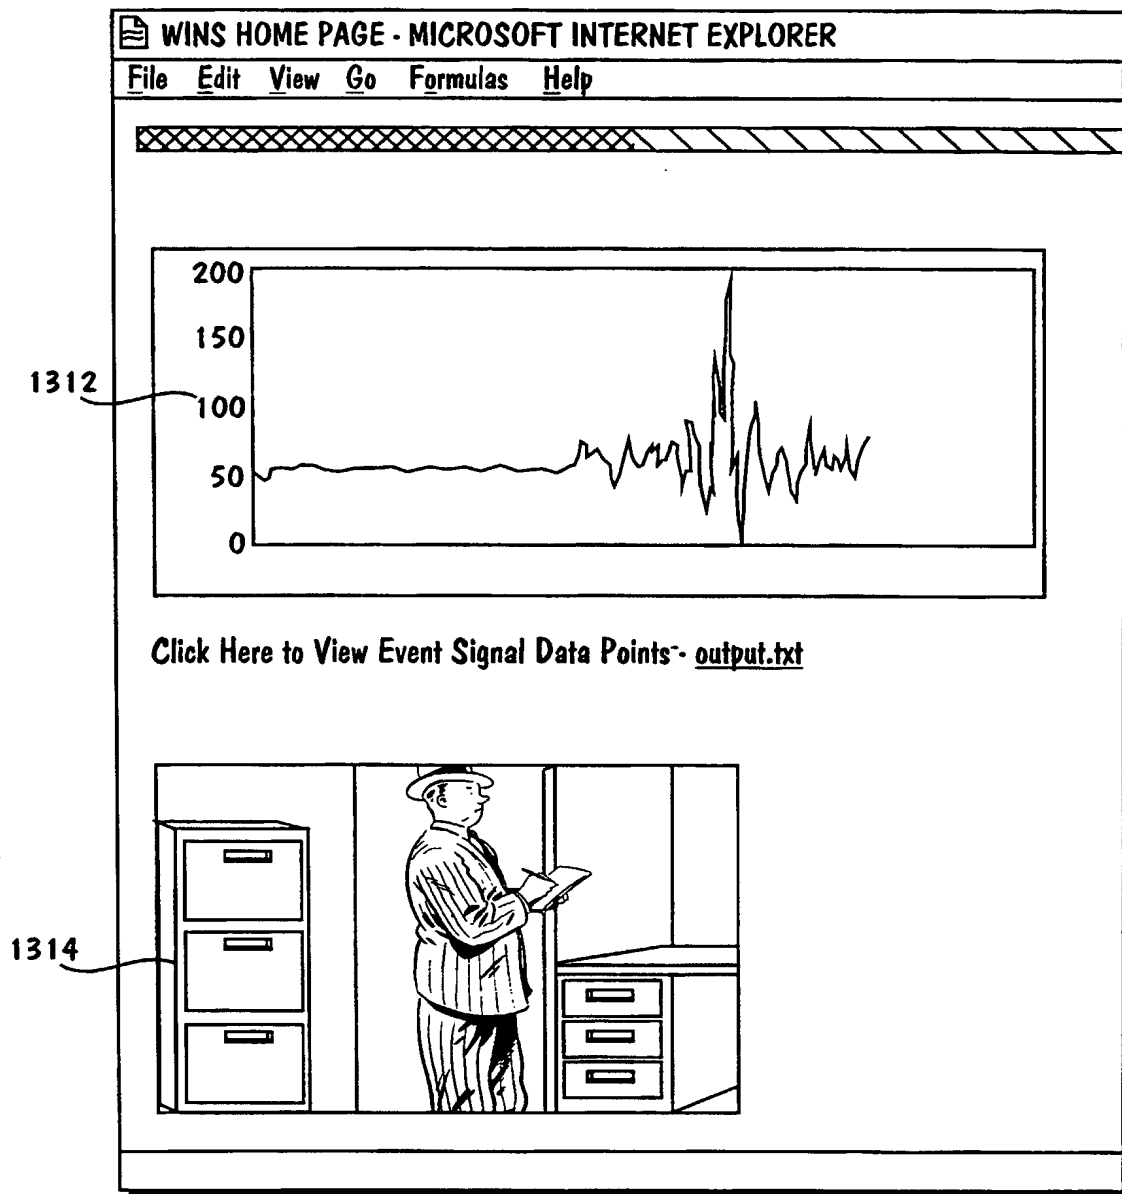 WINS HOME PAGE - MICROSOFT INTERNET EXPLORER
File Edit View Go Formulas Help
200
150
1312
100
50
0
Click Here to View Event Signal Data Points-- output.txt
1314